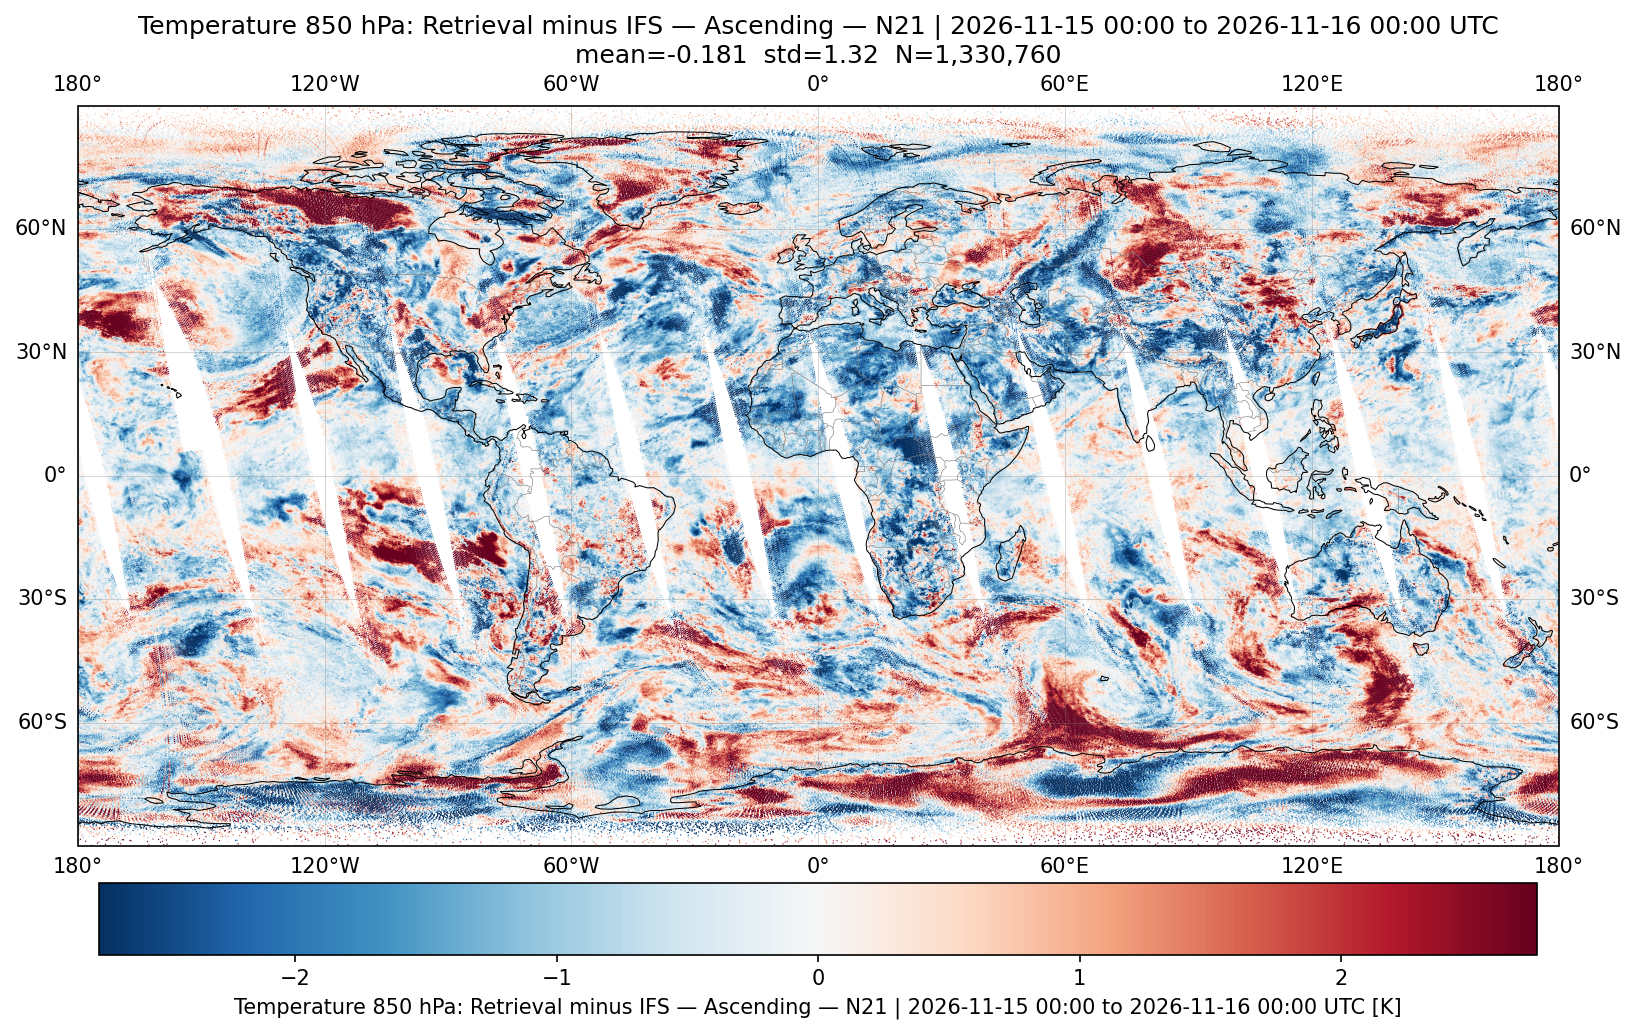 Temperature 850 hPa: Retrieval minus IFS — Ascending — N21 | 2026-11-15 00:00 to 2026-11-16 00:00 UTC
mean=-0.181  std=1.32  N=1,330,760
180° 120°W 60°W 0° 60°E 120°E 180°
60°N 60°N
30°N 30°N
0° 0°
30°S 30°S
60°S 60°S
180° 120°W 60°W 0° 60°E 120°E 180°
−2 −1 0 1 2
Temperature 850 hPa: Retrieval minus IFS — Ascending — N21 | 2026-11-15 00:00 to 2026-11-16 00:00 UTC [K]